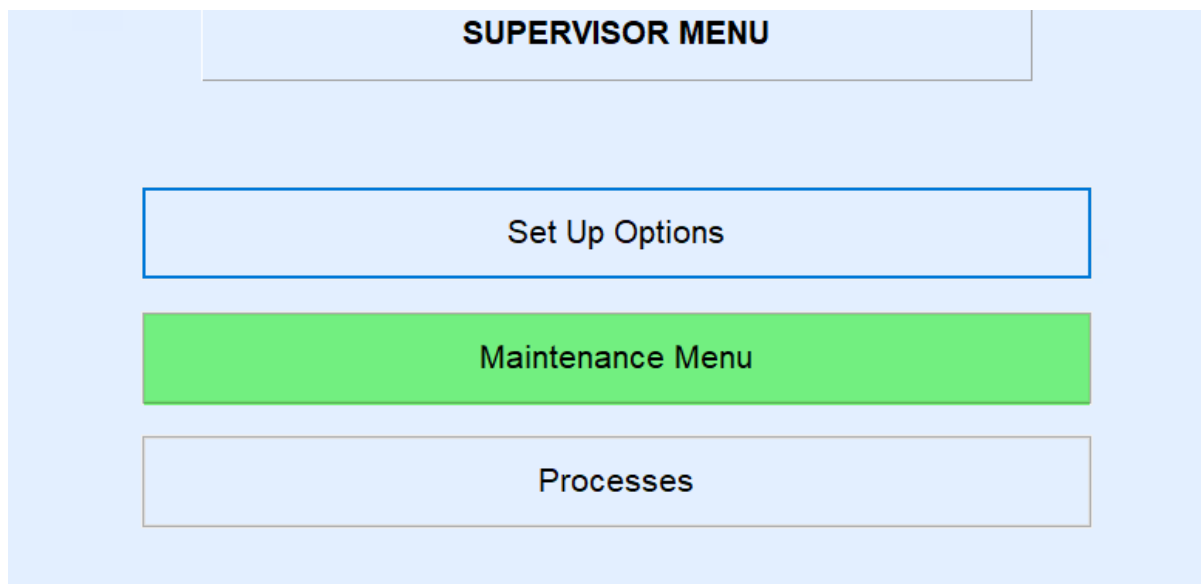 SUPERVISOR MENU
Set Up Options
Maintenance Menu
Processes